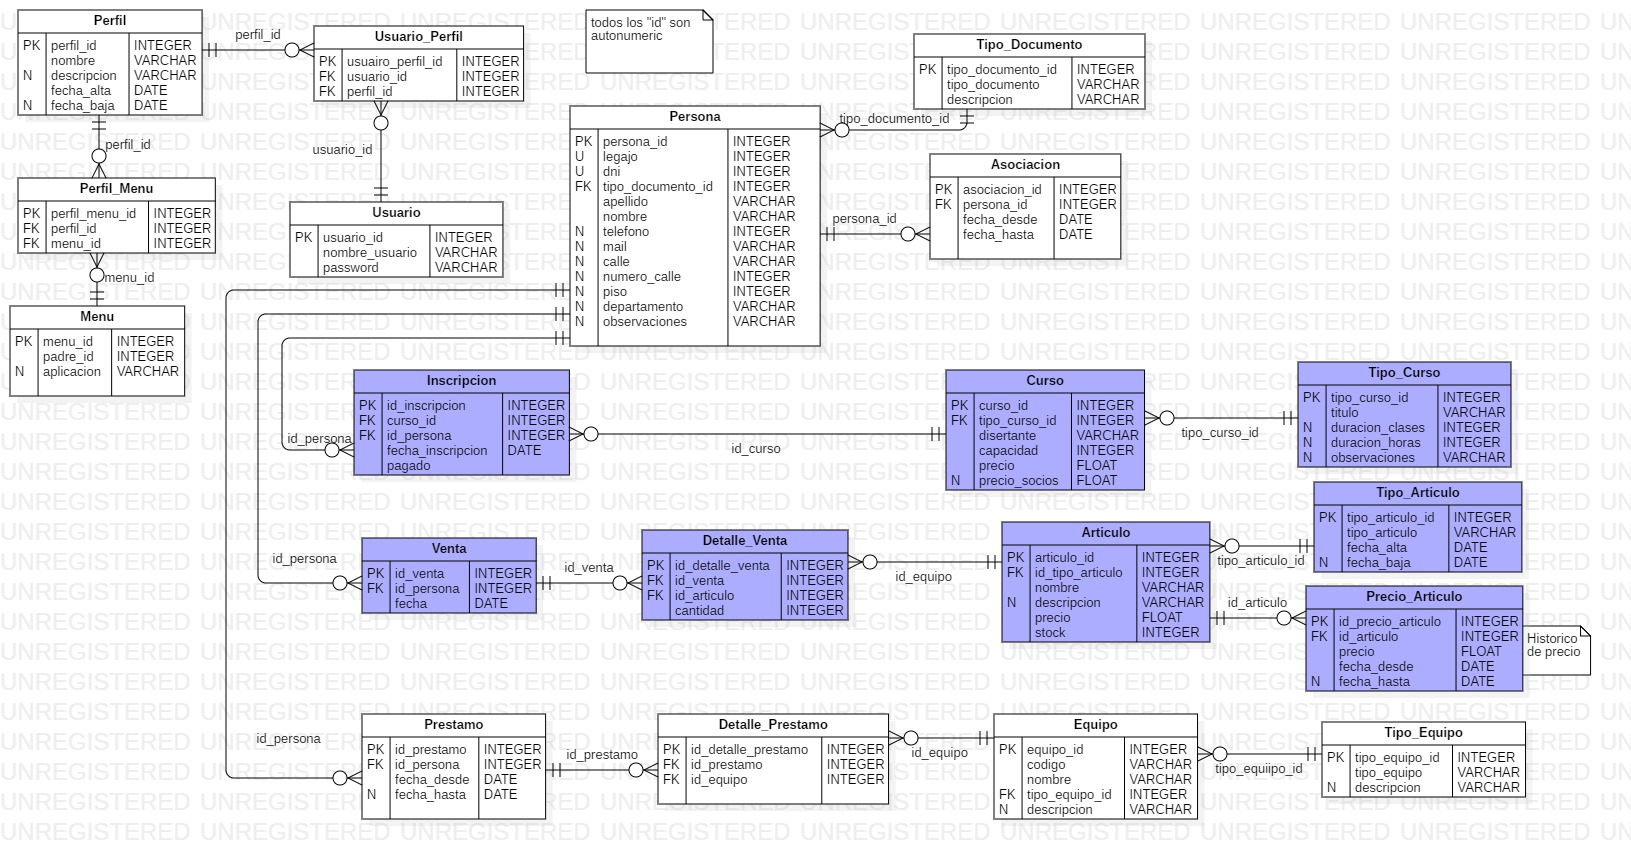 Perfil
PK perfil_id INTEGER
nombre VARCHAR
N descripcion VARCHAR
fecha_alta DATE
N fecha_baja DATE
perfil_id
Usuario_Perfil
PK usuairo_perfil_id INTEGER
FK usuario_id INTEGER
FK perfil_id INTEGER
todos los "id" son
autonumeric
Tipo_Documento
PK tipo_documento_id INTEGER
tipo_documento VARCHAR
descripcion VARCHAR
tipo_documento_id
perfil_id
usuario_id
Persona
PK persona_id INTEGER
U legajo INTEGER
U dni INTEGER
FK tipo_documento_id INTEGER
apellido VARCHAR
nombre VARCHAR
N telefono INTEGER
N mail VARCHAR
N calle VARCHAR
N numero_calle INTEGER
N piso INTEGER
N departamento VARCHAR
N observaciones VARCHAR
Asociacion
PK asociacion_id INTEGER
FK persona_id INTEGER
fecha_desde DATE
fecha_hasta DATE
persona_id
Perfil_Menu
PK perfil_menu_id INTEGER
FK perfil_id INTEGER
FK menu_id INTEGER
menu_id
Usuario
PK usuario_id INTEGER
nombre_usuario VARCHAR
password VARCHAR
Menu
PK menu_id INTEGER
padre_id INTEGER
N aplicacion VARCHAR
Inscripcion
PK id_inscripcion INTEGER
FK curso_id INTEGER
FK id_persona INTEGER
fecha_inscripcion DATE
pagado
id_persona
id_curso
Curso
PK curso_id INTEGER
FK tipo_curso_id INTEGER
disertante VARCHAR
capacidad INTEGER
precio FLOAT
N precio_socios FLOAT
tipo_curso_id
Tipo_Curso
PK tipo_curso_id INTEGER
titulo VARCHAR
N duracion_clases INTEGER
N duracion_horas INTEGER
N observaciones VARCHAR
Tipo_Articulo
PK tipo_articulo_id INTEGER
tipo_articulo VARCHAR
fecha_alta DATE
N fecha_baja DATE
id_persona
Venta
PK id_venta INTEGER
FK id_persona INTEGER
fecha DATE
id_venta
Detalle_Venta
PK id_detalle_venta INTEGER
FK id_venta INTEGER
FK id_articulo INTEGER
cantidad INTEGER
id_equipo
Articulo
PK articulo_id INTEGER
FK id_tipo_articulo INTEGER
nombre VARCHAR
N descripcion VARCHAR
precio FLOAT
stock INTEGER
tipo_articulo_id
id_articulo
Precio_Articulo
PK id_precio_articulo INTEGER
FK id_articulo INTEGER
precio FLOAT
fecha_desde DATE
N fecha_hasta DATE
Historico
de precio
id_persona
Prestamo
PK id_prestamo INTEGER
FK id_persona INTEGER
fecha_desde DATE
N fecha_hasta DATE
id_prestamo
Detalle_Prestamo
PK id_detalle_prestamo INTEGER
FK id_prestamo INTEGER
FK id_equipo INTEGER
id_equipo
Equipo
PK equipo_id INTEGER
codigo VARCHAR
nombre VARCHAR
FK tipo_equipo_id INTEGER
N descripcion VARCHAR
tipo_equiipo_id
Tipo_Equipo
PK tipo_equipo_id INTEGER
tipo_equipo VARCHAR
N descripcion VARCHAR
UNREGISTERED